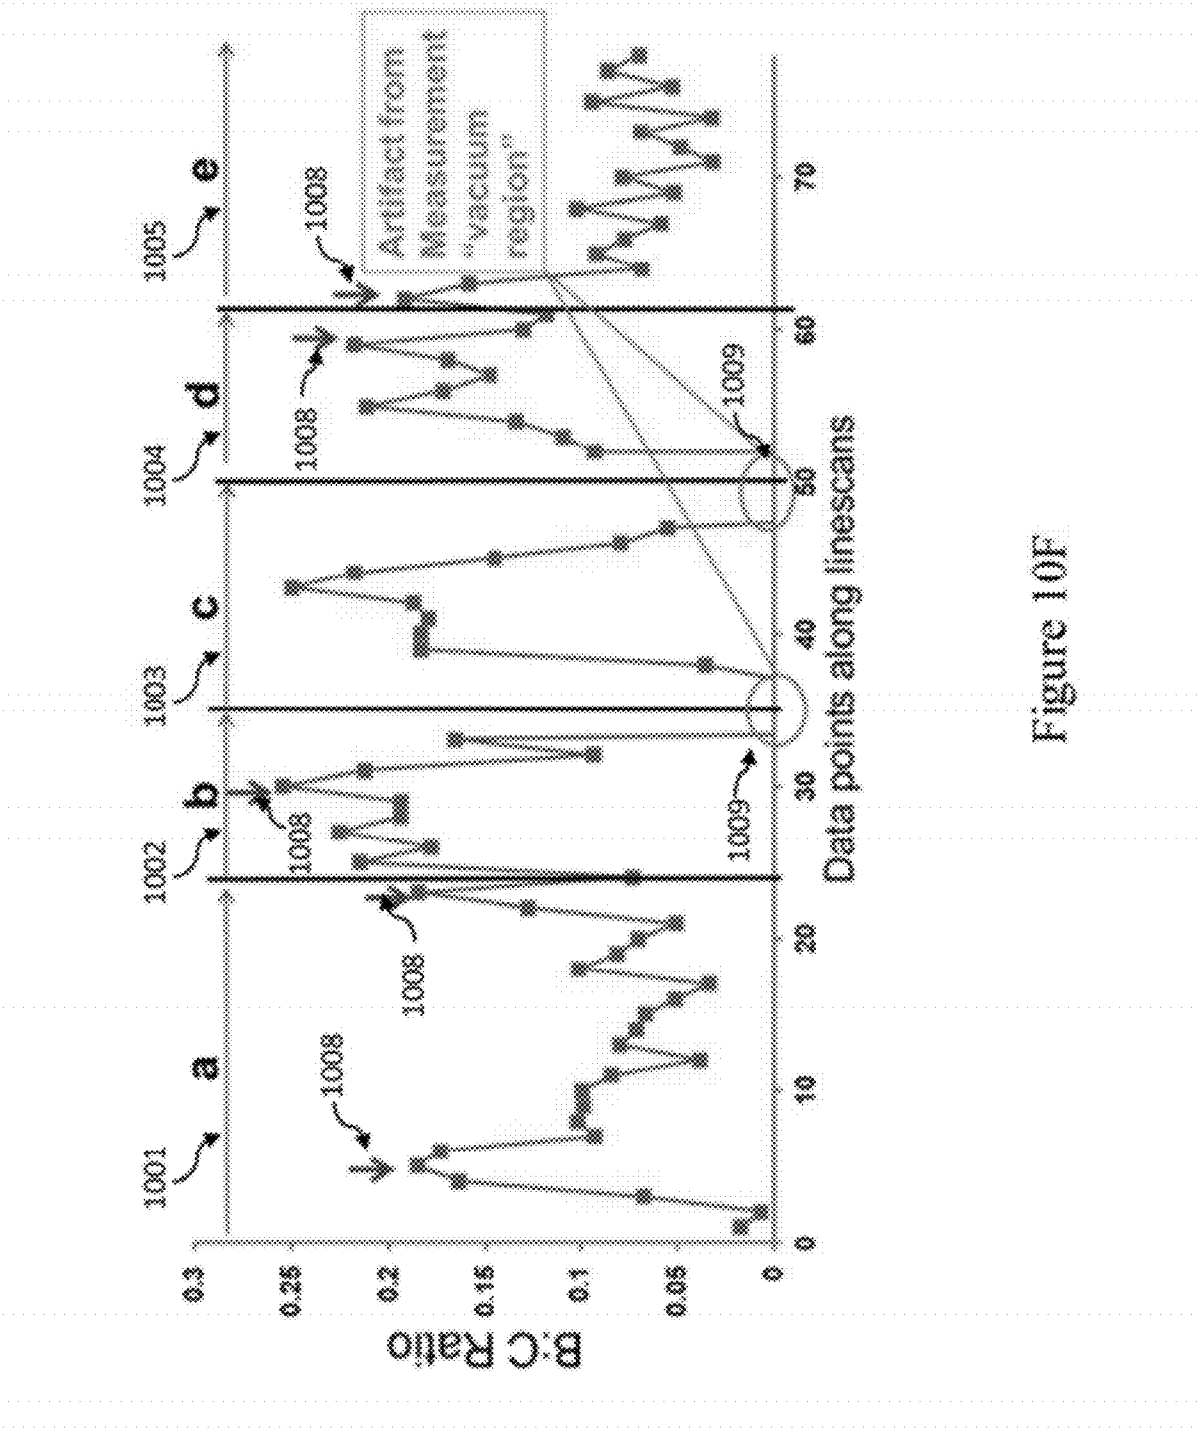 1001
1002
1003
1004
1005
a
b
c
d
e
1008
1008
1008
1008
1008
Artifact from
Measurement
"vacuum
region"
1009
1009
B:C Ratio
0.3
0.25
0.2
0.15
0.1
0.05
0
0
10
20
30
40
50
60
70
Data points along linescans
Figure 10F